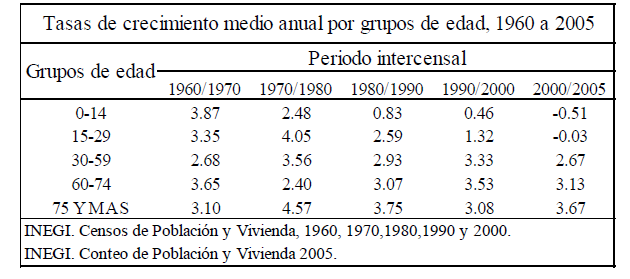 Tasas de crecimiento medio anual por grupos de edad, 1960 a 2005
Grupos de edad Periodo intercensal
1960/1970 1970/1980 1980/1990 1990/2000 2000/2005
0-14 3.87 2.48 0.83 0.46 -0.51
15-29 3.35 4.05 2.59 1.32 -0.03
30-59 2.68 3.56 2.93 3.33 2.67
60-74 3.65 2.40 3.07 3.53 3.13
75 Y MAS 3.10 4.57 3.75 3.08 3.67
INEGI. Censos de Población y Vivienda, 1960, 1970,1980,1990 y 2000.
INEGI. Conteo de Población y Vivienda 2005.